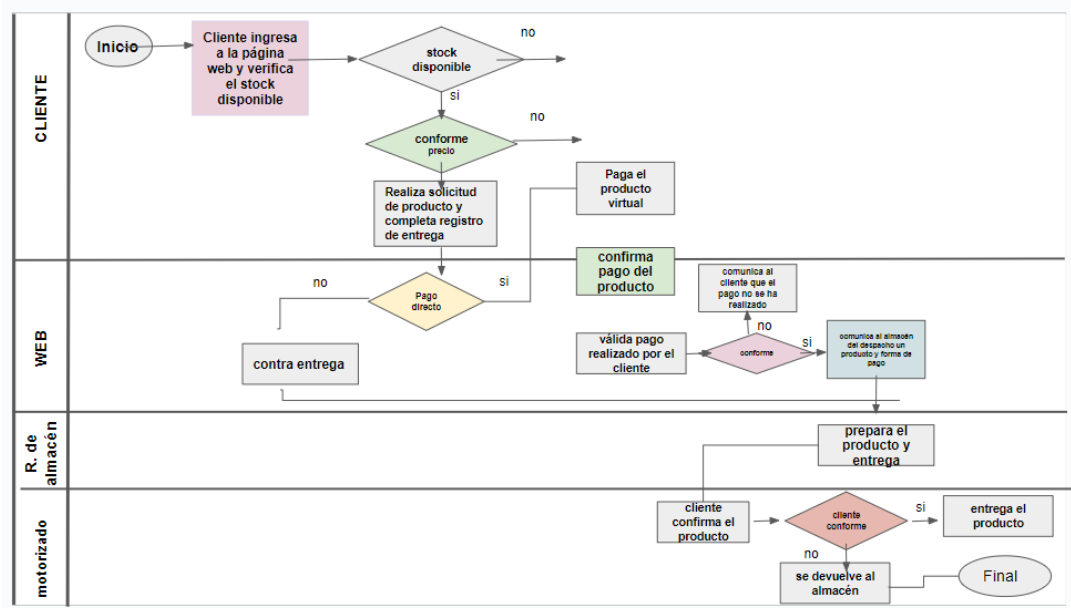 CLIENTE
Inicio
Cliente ingresa
a la página
web y verifica
el stock
disponible
stock
disponible
no
si
conforme
precio
no
Realiza solicitud
de producto y
completa registro
de entrega
Paga el
producto
virtual
WEB
confirma
pago del
producto
no
Pago
directo
si
contra entrega
comunica al
cliente que el
pago no se ha
realizado
no
válida pago
realizado por el
cliente
conforme
si
comunica al almacén
del despacho un
producto y forma de
pago
R. de
almacén
prepara el
producto y
entrega
motorizado
cliente
confirma el
producto
cliente
conforme
si
entrega el
producto
no
se devuelve al
almacén
Final